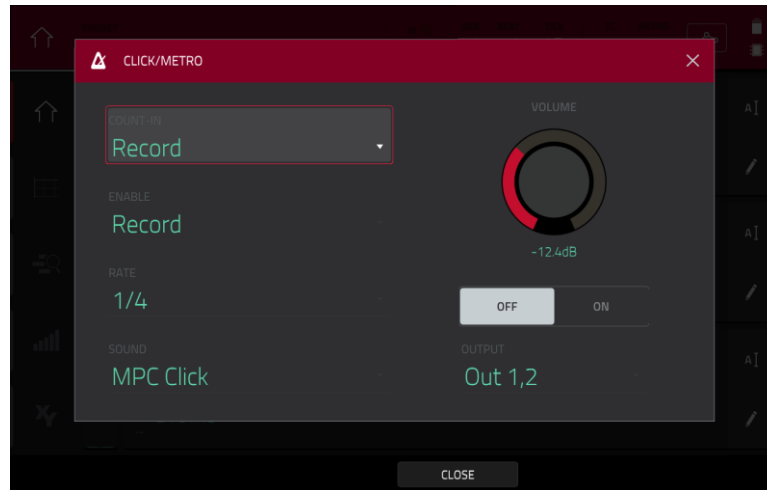 CLICK/METRO
COUNT-IN
Record
ENABLE
Record
RATE
1/4
SOUND
MPC Click
VOLUME
-12.4dB
OFF ON
OUTPUT
Out 1,2
XY
CLOSE